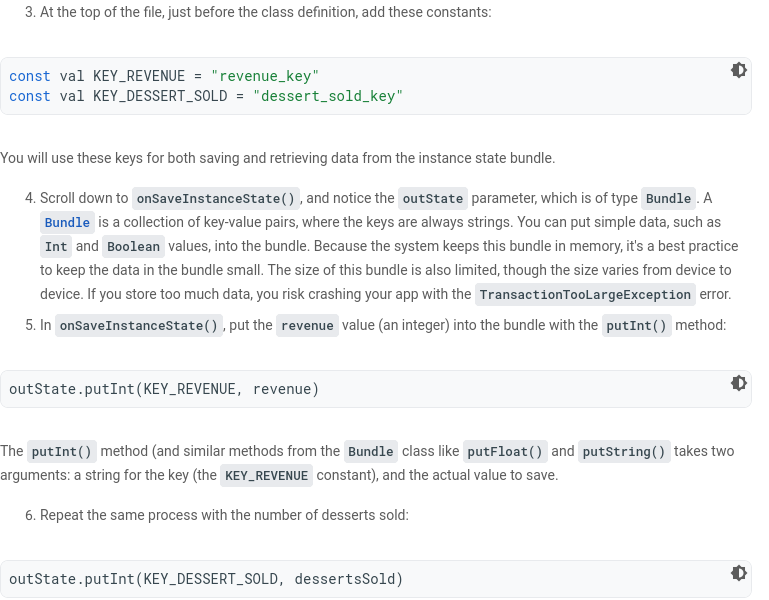 3. At the top of the file, just before the class definition, add these constants:
const val KEY_REVENUE = "revenue_key"
const val KEY_DESSERT_SOLD = "dessert_sold_key"
You will use these keys for both saving and retrieving data from the instance state bundle.
4. Scroll down to onSaveInstanceState(), and notice the outState parameter, which is of type Bundle. A
Bundle is a collection of key-value pairs, where the keys are always strings. You can put simple data, such as
Int and Boolean values, into the bundle. Because the system keeps this bundle in memory, it's a best practice
to keep the data in the bundle small. The size of this bundle is also limited, though the size varies from device to
device. If you store too much data, you risk crashing your app with the TransactionTooLargeException error.
5. In onSaveInstanceState(), put the revenue value (an integer) into the bundle with the putInt() method:
outState.putInt(KEY_REVENUE, revenue)
The putInt() method (and similar methods from the Bundle class like putFloat() and putString() takes two
arguments: a string for the key (the KEY_REVENUE constant), and the actual value to save.
6. Repeat the same process with the number of desserts sold:
outState.putInt(KEY_DESSERT_SOLD, dessertsSold)